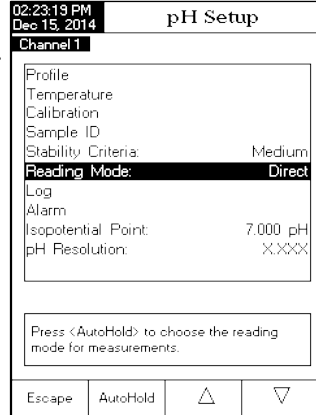 02:23:19 PM
Dec 15, 2014
pH Setup
Channel 1
Profile
Temperature
Calibration
Sample ID
Stability Criteria: Medium
Reading Mode: Direct
Log
Alarm
Isopotential Point: 7.000 pH
pH Resolution: X.XXX
Press <AutoHold> to choose the reading
mode for measurements.
Escape AutoHold